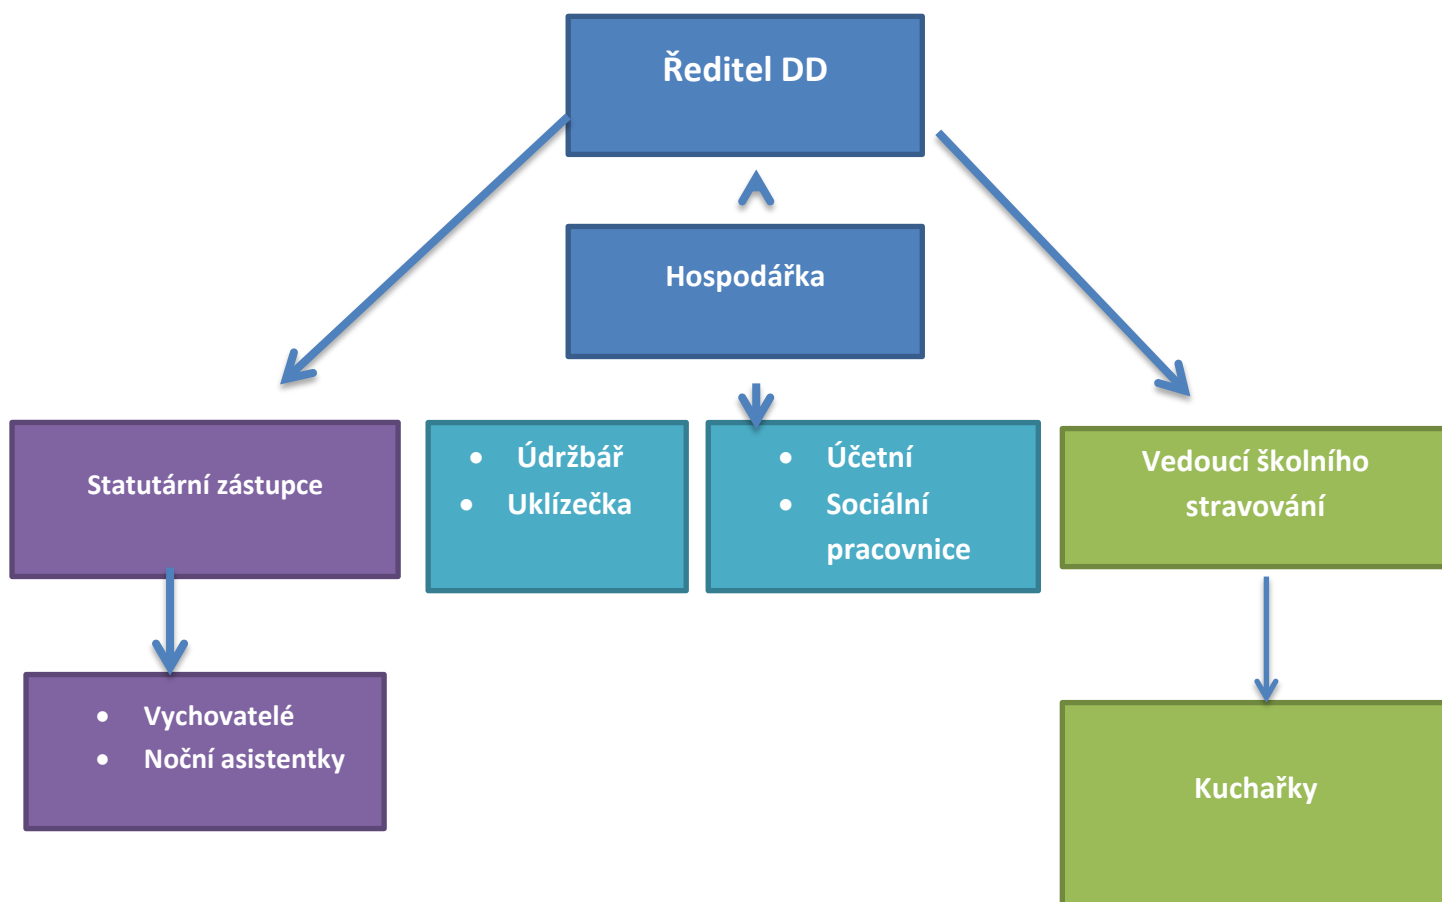 Ředitel DD
Hospodářka
Statutární zástupce
• Údržbář
• Uklízečka
• Účetní
• Sociální
pracovnice
Vedoucí školního
stravování
• Vychovatelé
• Noční asistentky
Kuchařky